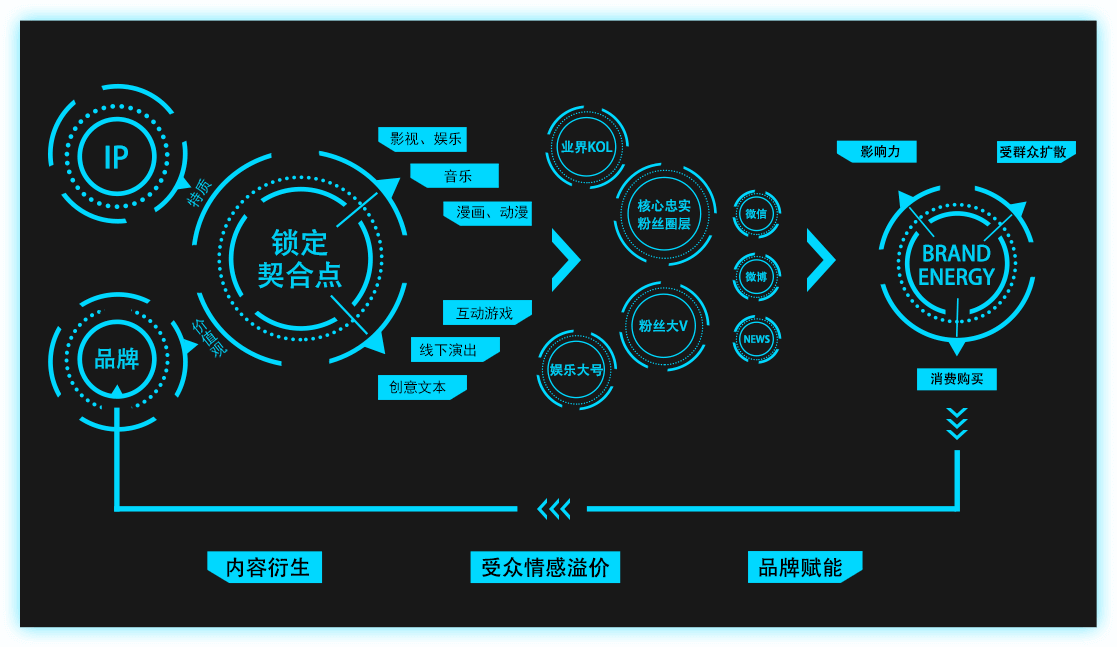 IP
特质
品牌
价值观
锁定
契合点
影视、娱乐
音乐
漫画、动漫
互动游戏
线下演出
创意文本
业界KOL
核心忠实
粉丝圈层
粉丝大V
娱乐大号
微信
微博
NEWS
影响力
受群众扩散
BRAND
ENERGY
消费购买
内容衍生
受众情感溢价
品牌赋能